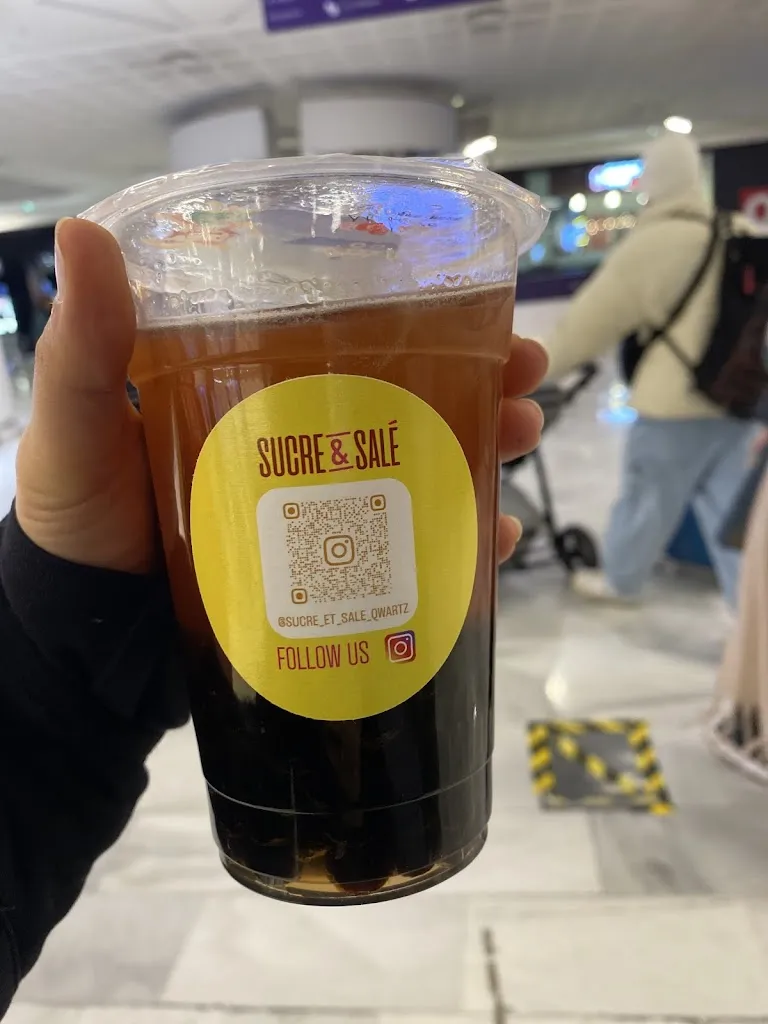 SUCRE & SALÉ
@SUCRE_ET_SALE_QWARTZ
FOLLOW US